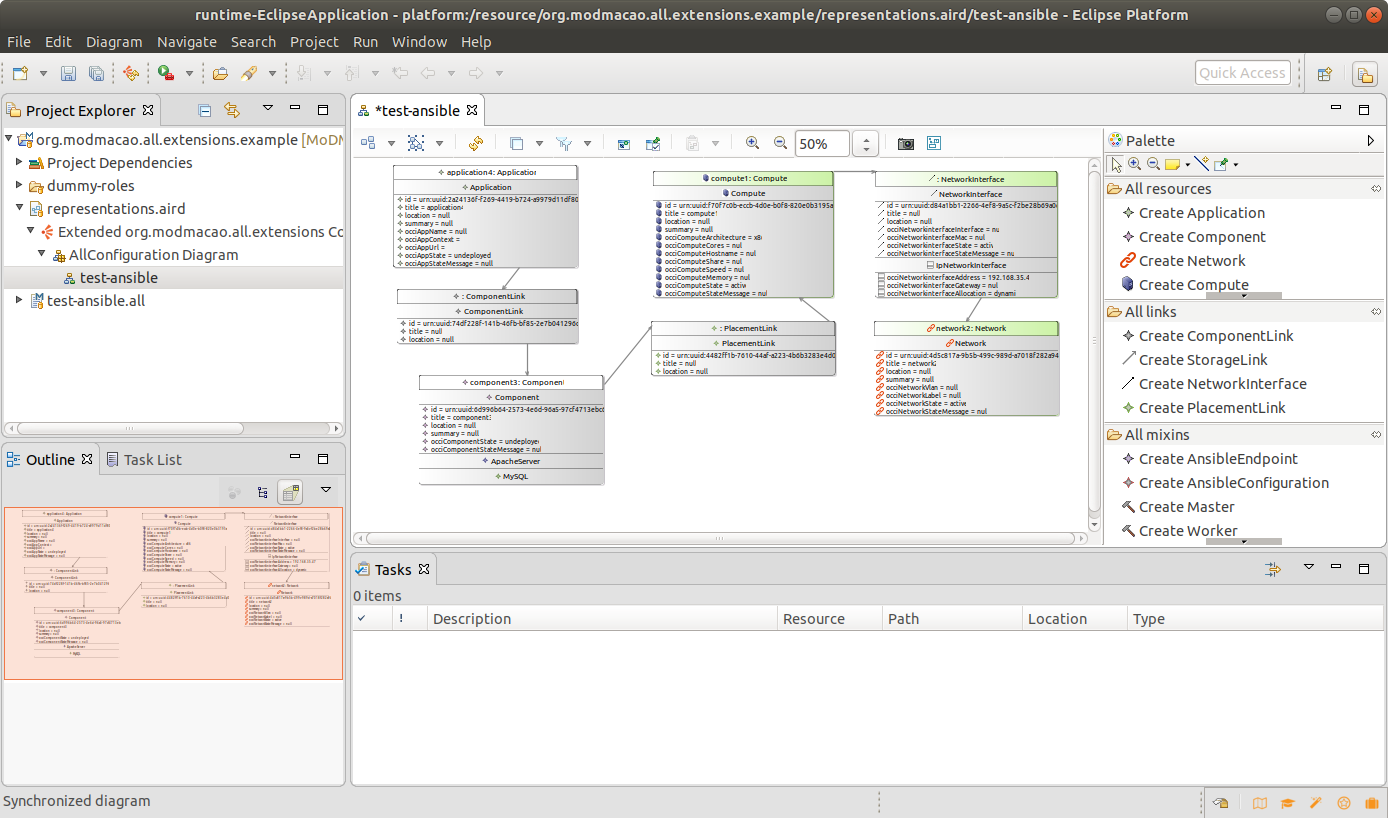 runtime-EclipseApplication - platform:/resource/org.modmacao.all.extensions.example/representations.aird/test-ansible - Eclipse Platform
File Edit Diagram Navigate Search Project Run Window Help
Quick Access
Project Explorer
org.modmacao.all.extensions.example [MoDM
Project Dependencies
dummy-roles
representations.aird
Extended org.modmacao.all.extensions Co
AllConfiguration Diagram
test-ansible
test-ansible.all
*test-ansible
50%
application4: Application
Application
id = urn:uuid:2a24136f-f269-4419-b724-a9979d11df80
title = application4
location = null
summary = null
occiAppName = null
occiAppContext =
occiAppUrl =
occiAppState = undeployed
occiAppStateMessage = null
: ComponentLink
ComponentLink
id = urn:uuid:74df228f-141b-46fb-bf85-2e7b041296c
title = null
location = null
component3: Component
Component
id = urn:uuid:6d996b64-2573-4e6d-96a5-97cf4713ebc6
title = component3
location = null
summary = null
occiComponentState = undeployed
occiComponentStateMessage = null
ApacheServer
MySQL
compute1: Compute
Compute
id = urn:uuid:f70f7c0b-eccb-4d0e-b0f8-820e0b3195a
title = compute1
location = null
summary = null
occiComputeArchitecture = x86
occiComputeCores = null
occiComputeHostname = null
occiComputeShare = null
occiComputeSpeed = null
occiComputeMemory = null
occiComputeState = active
occiComputeStateMessage = null
: PlacementLink
PlacementLink
id = urn:uuid:4482ff1b-7610-44af-a223-4b6b3283e4d0
title = null
location = null
: NetworkInterface
NetworkInterface
id = urn:uuid:d84a1bb1-2266-4ef8-9a5c-f2be28b69a0c
title = null
location = null
occiNetworkinterfaceInterface = nu
occiNetworkinterfaceMac = null
occiNetworkinterfaceState = activ
occiNetworkinterfaceStateMessage = nu
IpNetworkInterface
occiNetworkinterfaceAddress = 192.168.35.4
occiNetworkinterfaceGateway = null
occiNetworkinterfaceAllocation = dynami
network2: Network
Network
id = urn:uuid:4d5c817a-9b5b-499c-989d-a7018f282a94
title = network2
location = null
summary = null
occiNetworkVlan = null
occiNetworkLabel = null
occiNetworkState = active
occiNetworkStateMessage = null
Palette
All resources
Create Application
Create Component
Create Network
Create Compute
All links
Create ComponentLink
Create StorageLink
Create NetworkInterface
Create PlacementLink
All mixins
Create AnsibleEndpoint
Create AnsibleConfiguration
Create Master
Create Worker
Outline Task List
Tasks
0 items
! Description Resource Path Location Type
Synchronized diagram